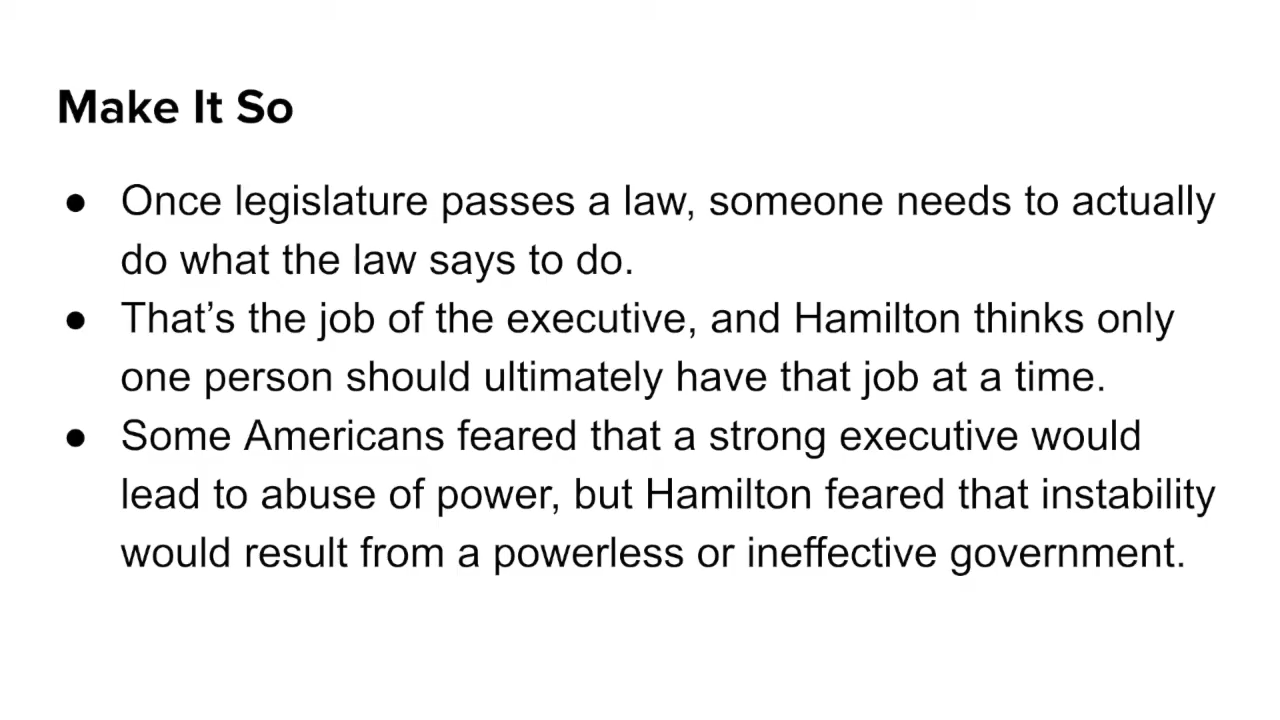 Make It So
● Once legislature passes a law, someone needs to actually
do what the law says to do.
● That’s the job of the executive, and Hamilton thinks only
one person should ultimately have that job at a time.
● Some Americans feared that a strong executive would
lead to abuse of power, but Hamilton feared that instability
would result from a powerless or ineffective government.